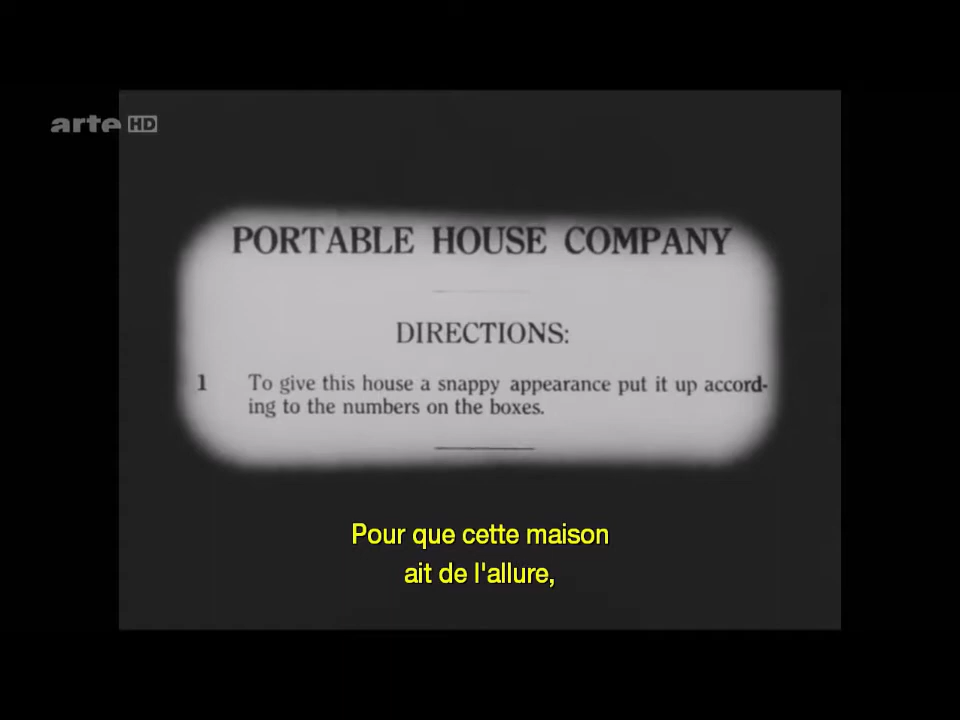 arte HD
PORTABLE HOUSE COMPANY
DIRECTIONS:
1 To give this house a snappy appearance put it up accord-
ing to the numbers on the boxes.
Pour que cette maison
ait de l'allure,